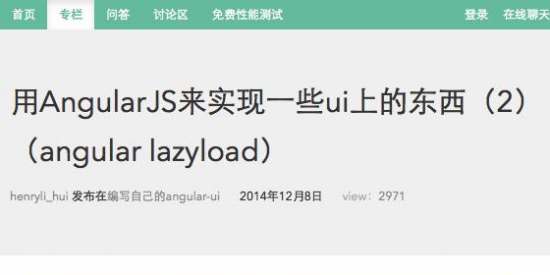 首页 专栏 问答 讨论区 免费性能测试 登录 在线聊天
用AngularJS来实现一些ui上的东西（2）
（angular lazyload）
henryli_hui 发布在编写自己的angular-ui 2014年12月8日 view：2971